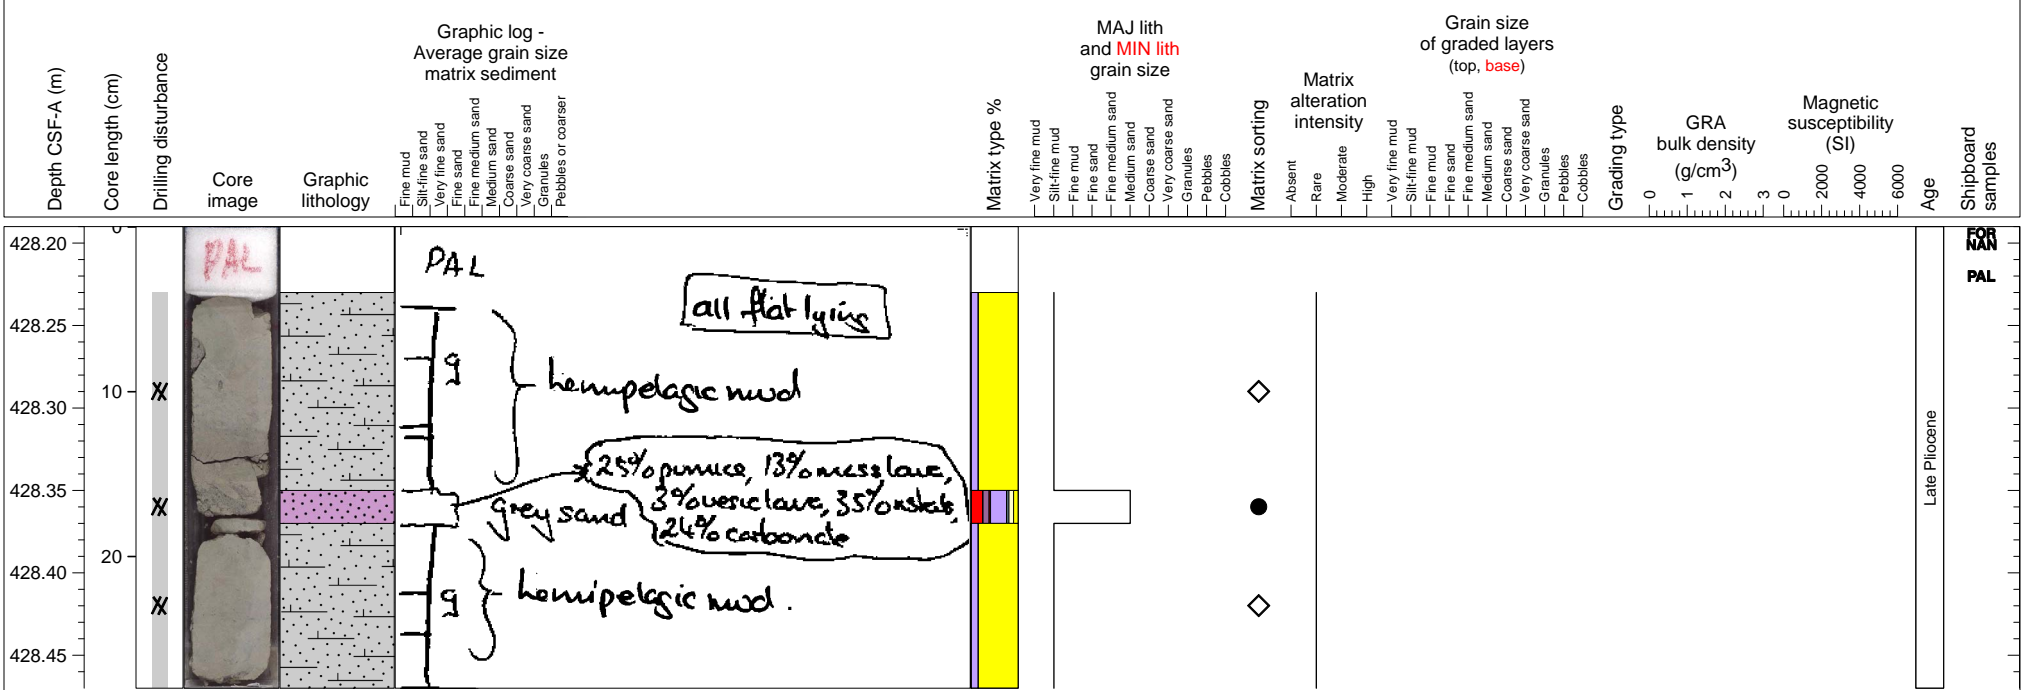 Depth CSF-A (m)
Core length (cm)
Drilling disturbance
Core
image
Graphic
lithology
Graphic log -
Average grain size
matrix sediment
Fine mud
Silt-fine sand
Very fine sand
Fine sand
Fine medium sand
Medium sand
Coarse sand
Very coarse sand
Granules
Pebbles or coarser
Matrix type %
MAJ lith
and MIN lith
grain size
Very fine mud
Silt-fine mud
Fine mud
Fine sand
Fine medium sand
Medium sand
Coarse sand
Very coarse sand
Granules
Pebbles
Cobbles
Matrix sorting
Matrix
alteration
intensity
Absent
Rare
Moderate
High
Grain size
of graded layers
(top, base)
Very fine mud
Silt-fine mud
Fine mud
Fine sand
Fine medium sand
Medium sand
Coarse sand
Very coarse sand
Granules
Pebbles
Cobbles
Grading type
GRA
bulk density
(g/cm3)
0 1 2 3
Magnetic
susceptibility
(SI)
0 2000 4000 6000
Age
Shipboard
samples
428.20
428.25
428.30
428.35
428.40
428.45
0
10
20
PAL
PAL
all flat lying
g
hemipelagic mud
25% pumice, 13% mass lave,
3% vesic lave, 35% xstals,
24% carbonate
grey sand
g
hemipelagic mud.
Late Pliocene
FOR
NAN
PAL